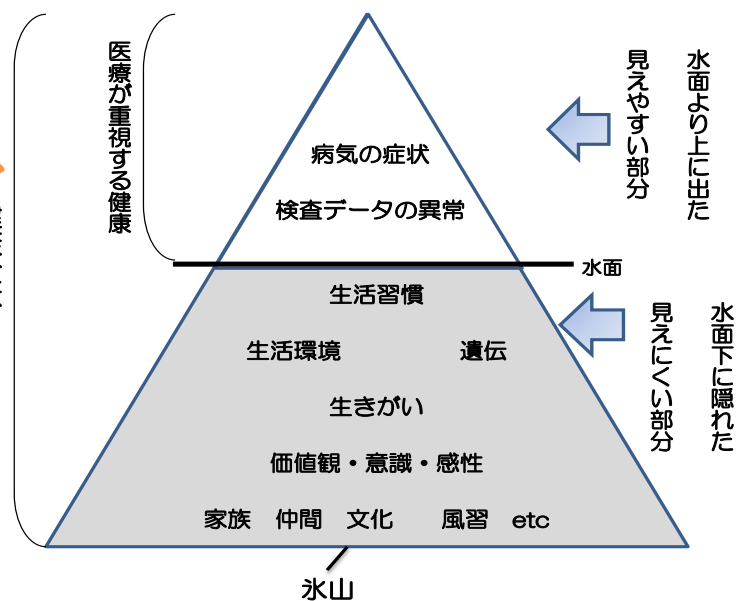 医療が重視する健康
水面より上に出た
見えやすい部分
病気の症状
検査データの異常
水面
生活習慣
生活環境 遺伝
生きがい
価値観・意識・感性
家族 仲間 文化 風習 etc
水面下に隠れた
見えにくい部分
氷山